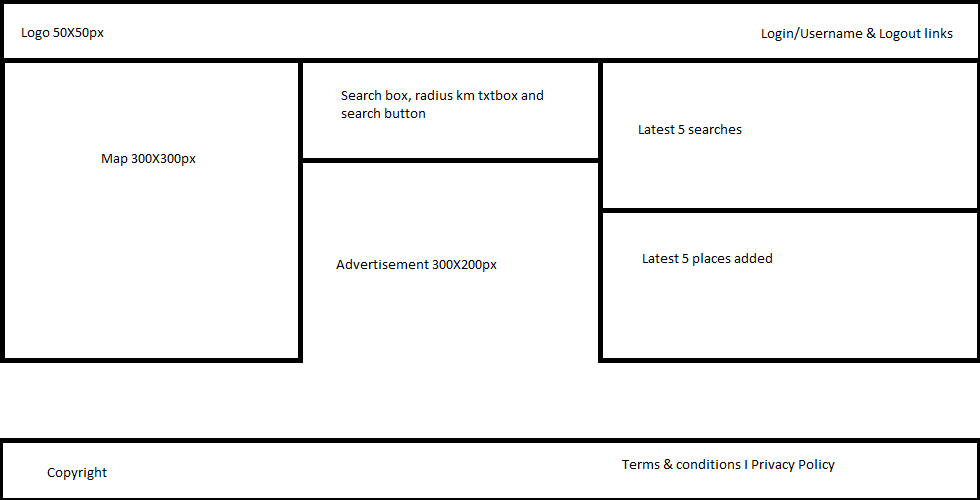 Logo 50X50px
Login/Username & Logout links
Map 300X300px
Search box, radius km txtbox and
search button
Latest 5 searches
Advertisement 300X200px
Latest 5 places added
Copyright
Terms & conditions I Privacy Policy